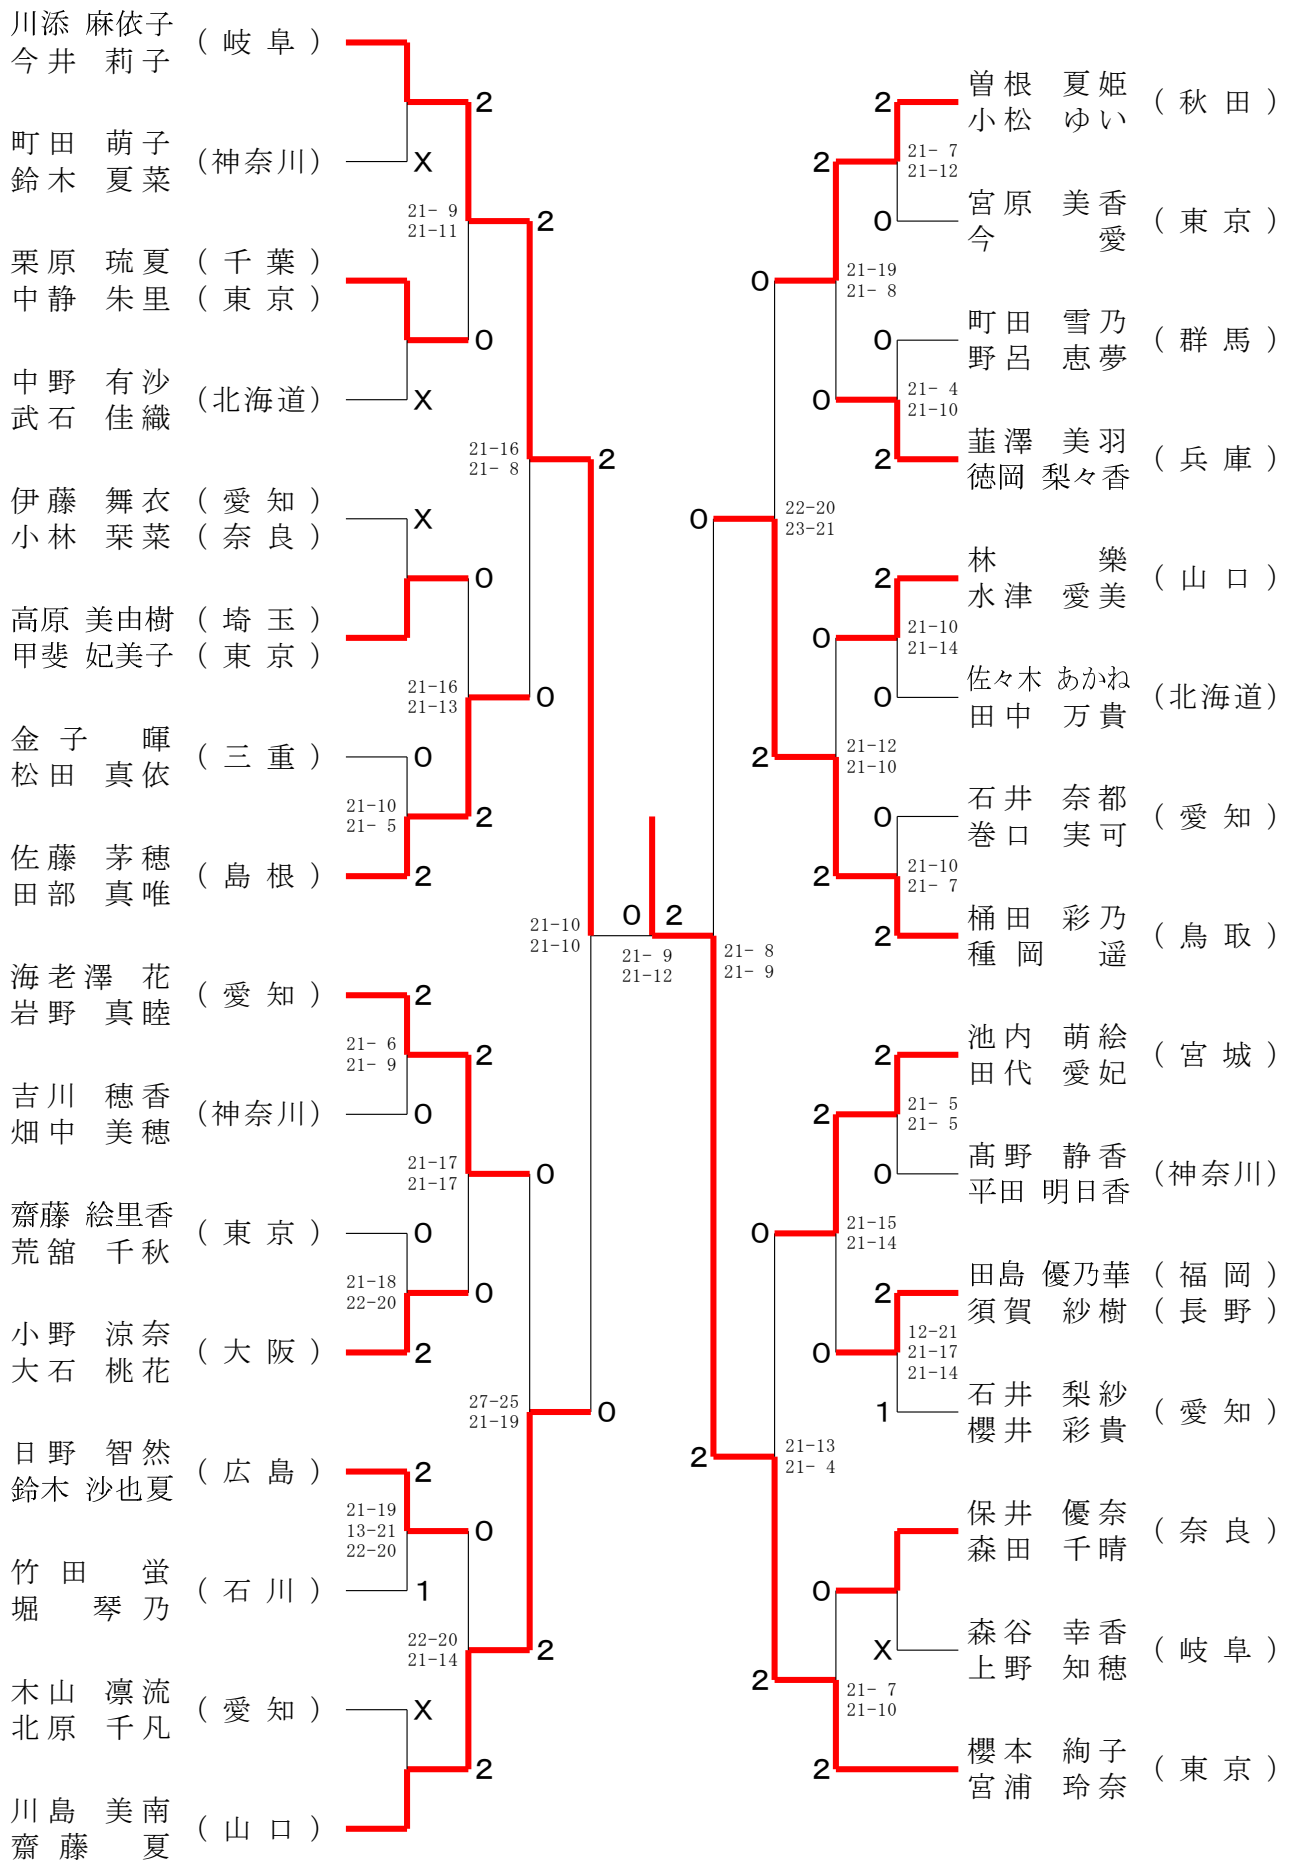 川添 麻依子
今井 莉子
( 岐阜 )
2
町田 萌子
鈴木 夏菜
(神奈川)
X
21- 9
21-11
2
栗原 琉夏 ( 千葉 )
中静 朱里 ( 東京 )
0
中野 有沙
武石 佳織
(北海道)
X
21-16
21- 8
2
伊藤 舞衣 ( 愛知 )
小林 栞菜 ( 奈良 )
X
0
高原 美由樹 ( 埼玉 )
甲斐 妃美子 ( 東京 )
21-16
21-13
0
金子 暉
松田 真依
( 三重 )
0
21-10
21- 5
2
佐藤 茅穂
田部 真唯
( 島根 )
2
21-10
21-10
0 2
21- 9
21-12
海老澤 花
岩野 真睦
( 愛知 )
2
21- 6
21- 9
2
吉川 穂香
畑中 美穂
(神奈川)
0
21-17
21-17
0
齋藤 絵里香
荒舘 千秋
( 東京 )
0
21-18
22-20
0
小野 涼奈
大石 桃花
( 大阪 )
2
27-25
21-19
0
日野 智然
鈴木 沙也夏
( 広島 )
2
21-19
13-21
22-20
0
竹田 蛍
堀 琴乃
( 石川 )
1
22-20
21-14
2
木山 凛流
北原 千凡
( 愛知 )
X
2
川島 美南
齋藤 夏
( 山口 )
2
曽根 夏姫
小松 ゆい
( 秋田 )
2
21- 7
21-12
0
宮原 美香
今 愛
( 東京 )
0
21-19
21- 8
0
町田 雪乃
野呂 恵夢
( 群馬 )
0
21- 4
21-10
2
韮澤 美羽
徳岡 梨々香
( 兵庫 )
0
22-20
23-21
2
林 樂
水津 愛美
( 山口 )
0
21-10
21-14
0
佐々木 あかね
田中 万貴
(北海道)
2
21-12
21-10
0
石井 奈都
巻口 実可
( 愛知 )
2
21-10
21- 7
2
桶田 彩乃
種岡 遥
( 鳥取 )
21- 8
21- 9
2
池内 萌絵
田代 愛妃
( 宮城 )
2
21- 5
21- 5
0
髙野 静香
平田 明日香
(神奈川)
0
21-15
21-14
2
田島 優乃華 ( 福岡 )
須賀 紗樹 ( 長野 )
0
12-21
21-17
21-14
1
石井 梨紗
櫻井 彩貴
( 愛知 )
2
21-13
21- 4
保井 優奈
森田 千晴
( 奈良 )
0
X
森谷 幸香
上野 知穂
( 岐阜 )
2
21- 7
21-10
2
櫻本 絢子
宮浦 玲奈
( 東京 )